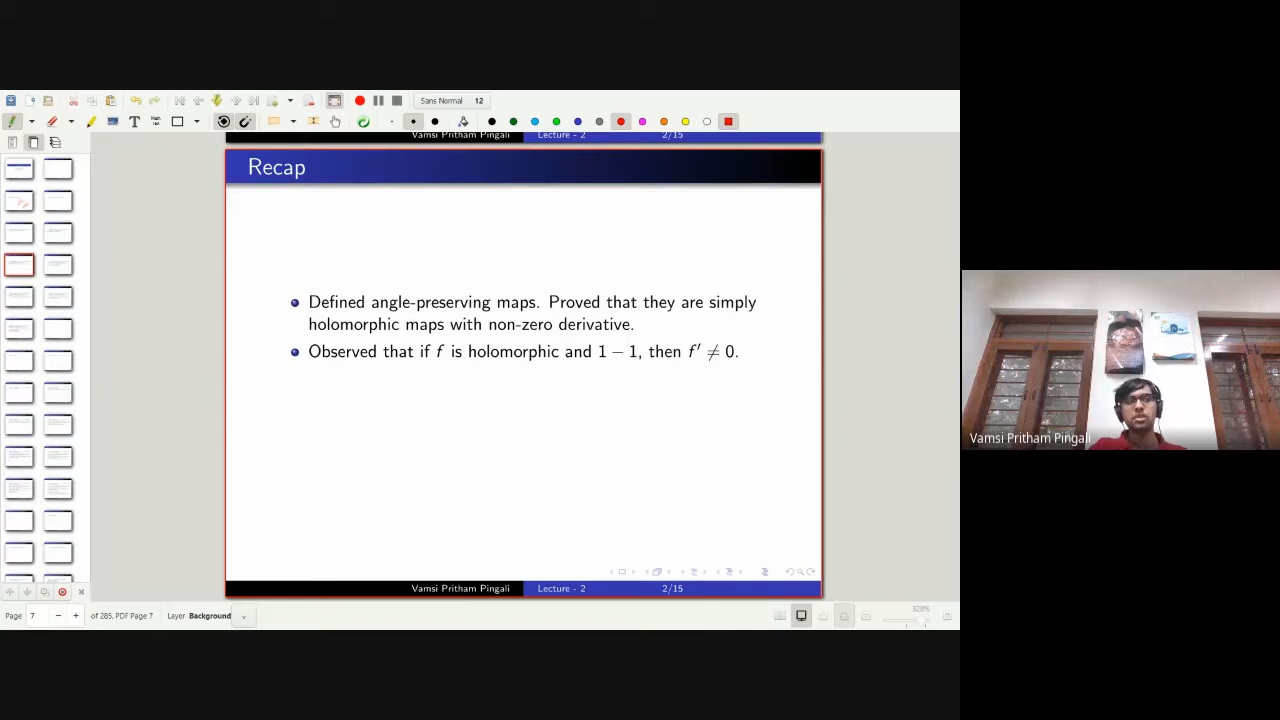 Sans Normal 12
Vamsi Pritham Pingali Lecture - 2 2/15
Recap
Defined angle-preserving maps. Proved that they are simply
holomorphic maps with non-zero derivative.
Observed that if f is holomorphic and 1 − 1, then f′ ≠ 0.
Vamsi Pritham Pingali
Vamsi Pritham Pingali Lecture - 2 2/15
Page 7 of 285, PDF Page 7 Layer Background 328%